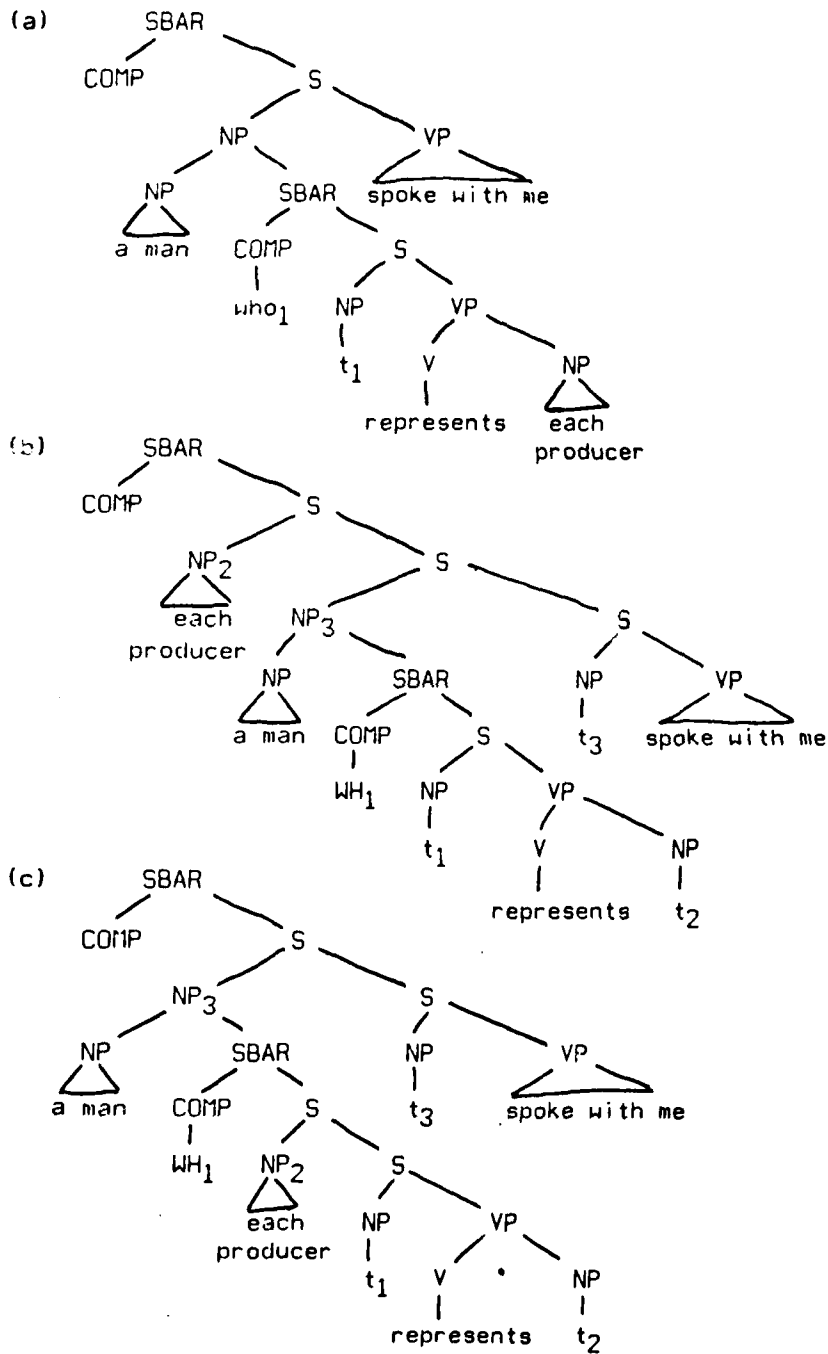 (a) SBAR
COMP S
NP VP
NP SBAR spoke with me
a man COMP S
who1 NP VP
t1 V NP
represents each
producer
(b) SBAR
COMP S
NP2 S
each NP3 S
producer NP SBAR NP VP
a man COMP S t3 spoke with me
WH1 NP VP
t1 V NP
represents t2
(c) SBAR
COMP S
NP3 S
NP SBAR NP VP
a man COMP S t3 spoke with me
WH1 NP2 S
each NP VP
producer
t1 V NP
represents t2